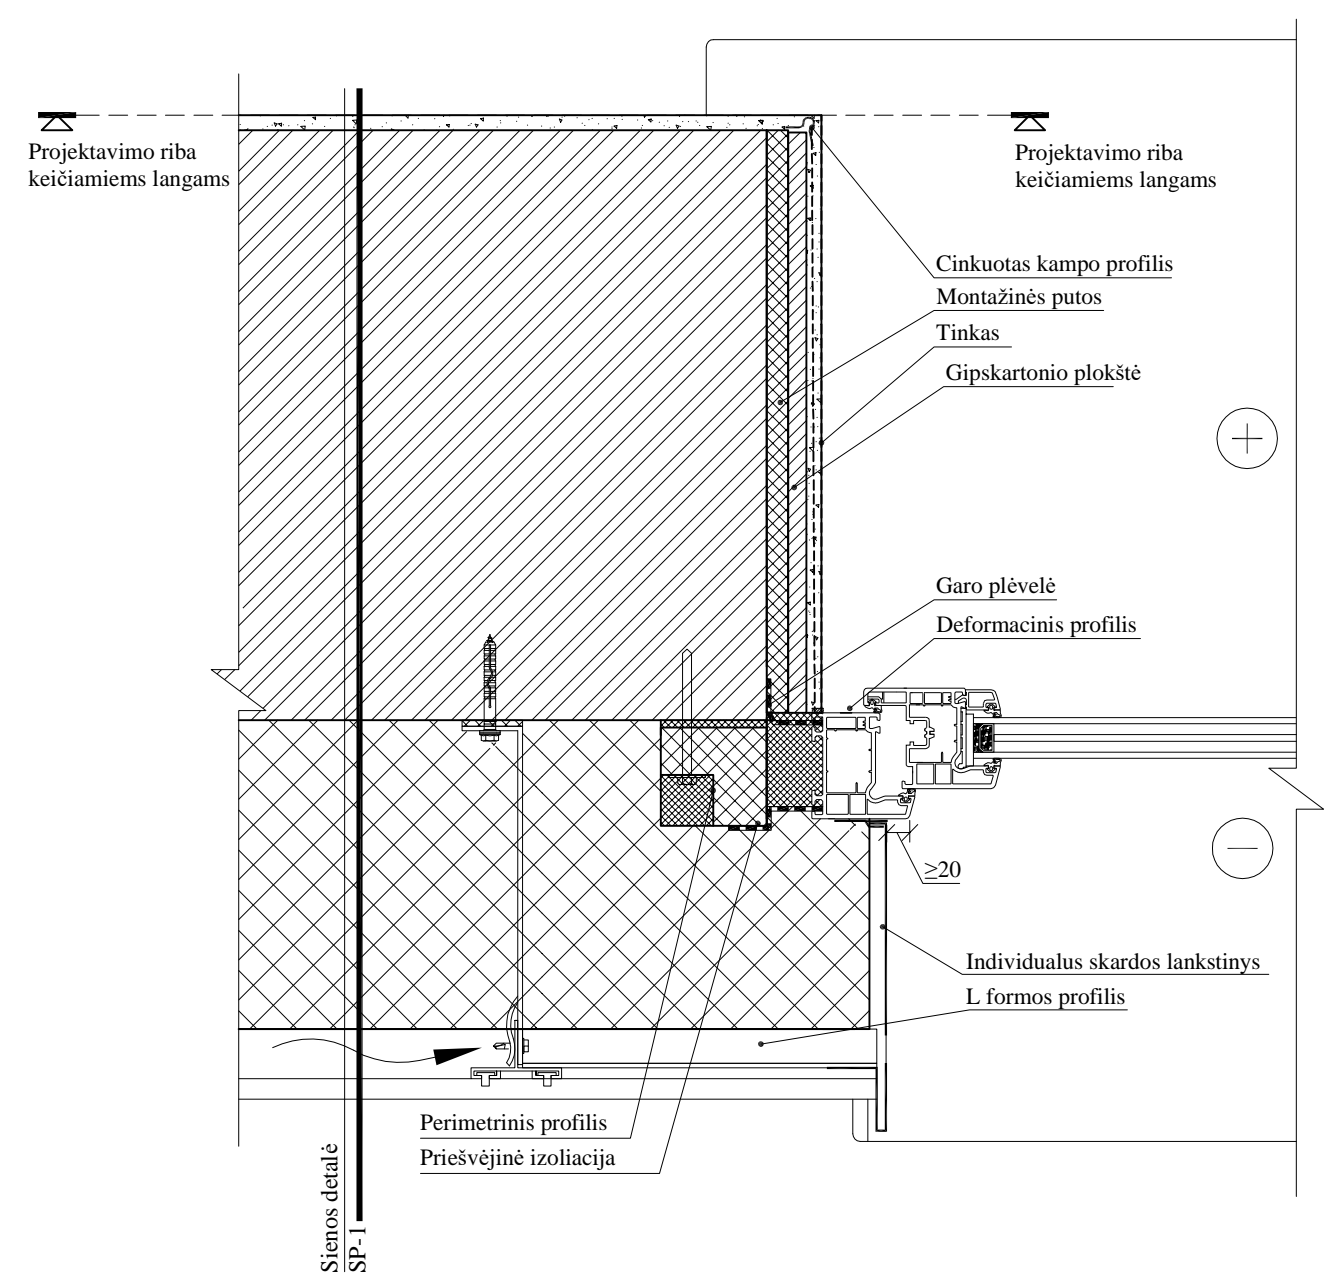 Projektavimo riba
keičiamiems langams
Projektavimo riba
keičiamiems langams
Cinkuotas kampo profilis
Montažinės putos
Tinkas
Gipskartonio plokštė
Garo plėvelė
Deformacinis profilis
≥20
Individualus skardos lankstinys
L formos profilis
Perimetrinis profilis
Priešvėjinė izoliacija
Sienos detalė
SP-1